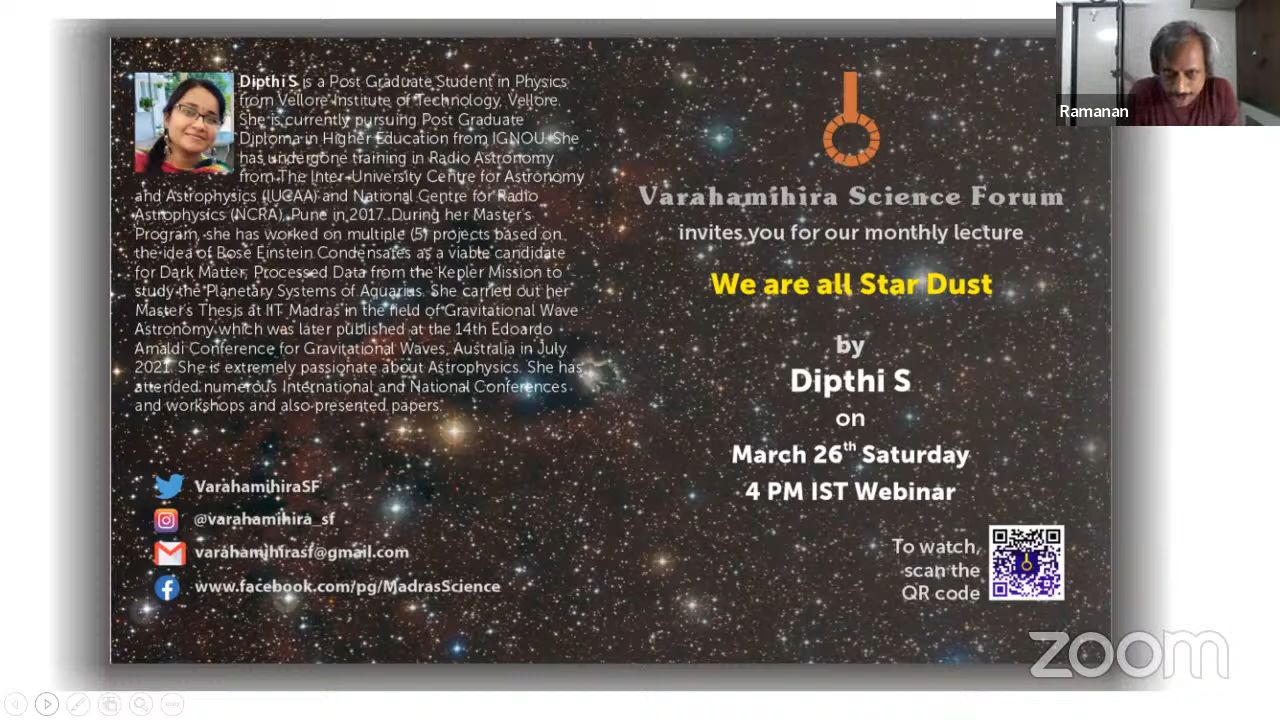 Dipthi S is a Post Graduate Student in Physics
from Vellore Institute of Technology, Vellore.
She is currently pursuing Post Graduate
Diploma in Higher Education from IGNOU. She
has undergone training in Radio Astronomy
from The Inter-University Centre for Astronomy
and Astrophysics (IUCAA) and National Centre for Radio
Astrophysics (NCRA), Pune in 2017. During her Master's
Program, she has worked on multiple (5) projects based on
the idea of Bose Einstein Condensates as a viable candidate
for Dark Matter, Processed Data from the Kepler Mission to
study the Planetary Systems of Aquarius. She carried out her
Master's Thesis at IIT Madras in the field of Gravitational Wave
Astronomy which was later published at the 14th Edoardo
Amaldi Conference for Gravitational Waves, Australia in July
2021. She is extremely passionate about Astrophysics. She has
attended numerous International and National Conferences
and workshops and also presented papers.
VarahamihiraSF
@varahamihira_sf
varahamihirasf@gmail.com
www.facebook.com/pg/MadrasScience
Varahamihira Science Forum
invites you for our monthly lecture
We are all Star Dust
by
Dipthi S
on
March 26th Saturday
4 PM IST Webinar
To watch,
scan the
QR code
Ramanan
zoom